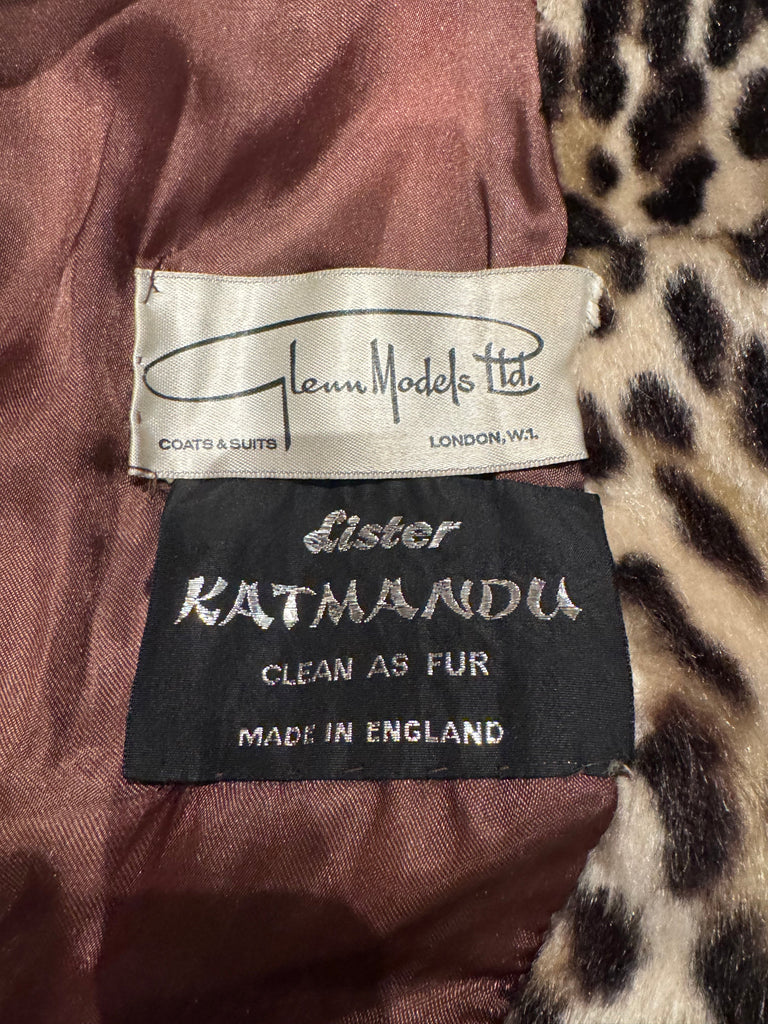 Glenn Models Ltd.
COATS & SUITS LONDON, W.1.
Lister
KATMANDU
CLEAN AS FUR
MADE IN ENGLAND